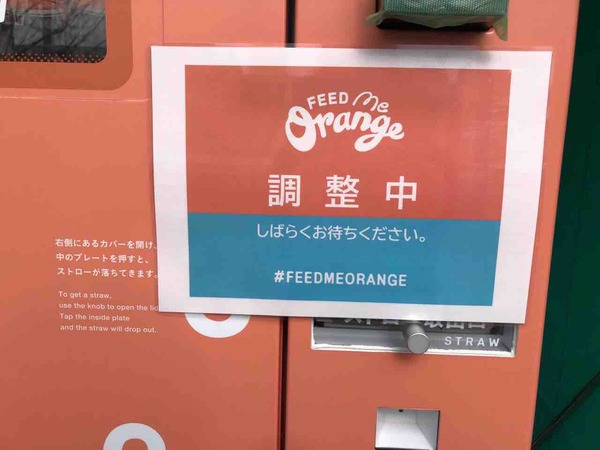 FEED Me
Orange
調整中
しばらくお待ちください。
#FEEDMEORANGE
右側にあるカバーを開け、
中のプレートを押すと、
ストローが落ちてきます。
To get a straw,
use the knob to open the lid
Tap the inside plate
and the straw will drop out.
STRAW